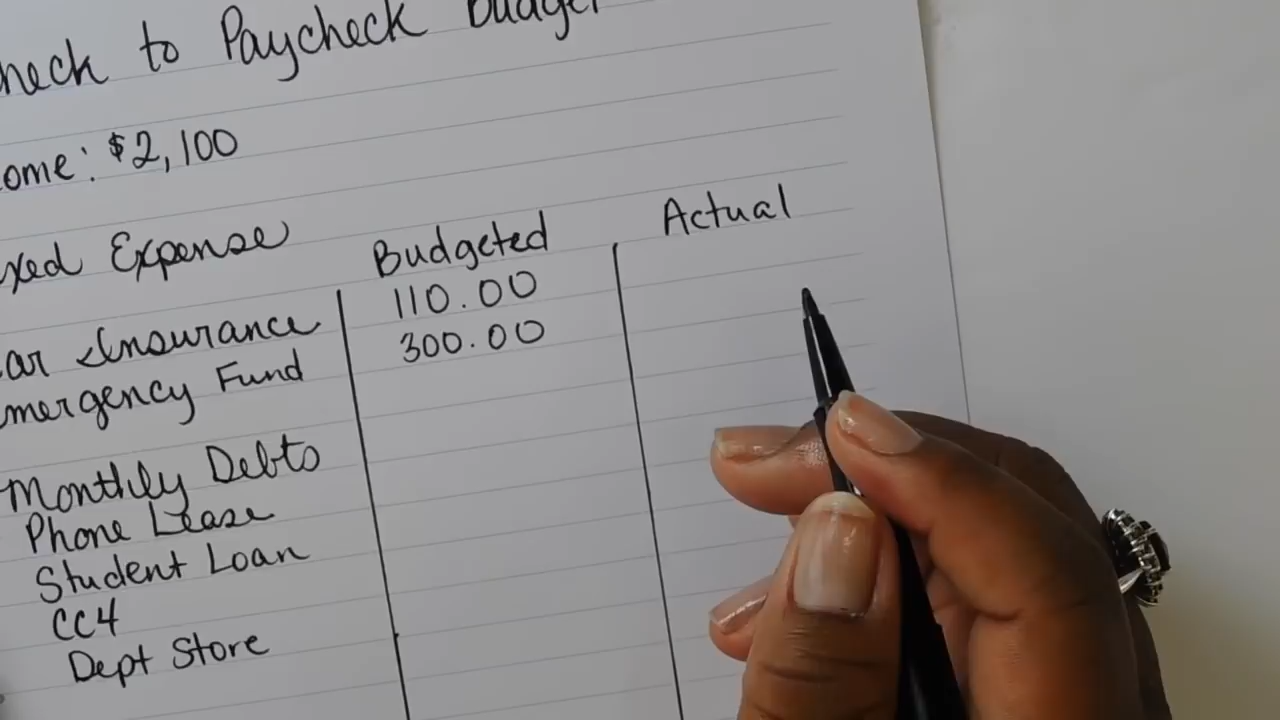 heck to Paycheck Budget
ome: $2,100
xed Expense Budgeted Actual
ar Insurance 110.00
mergency Fund 300.00
Monthly Debts
Phone Lease
Student Loan
CC4
Dept Store